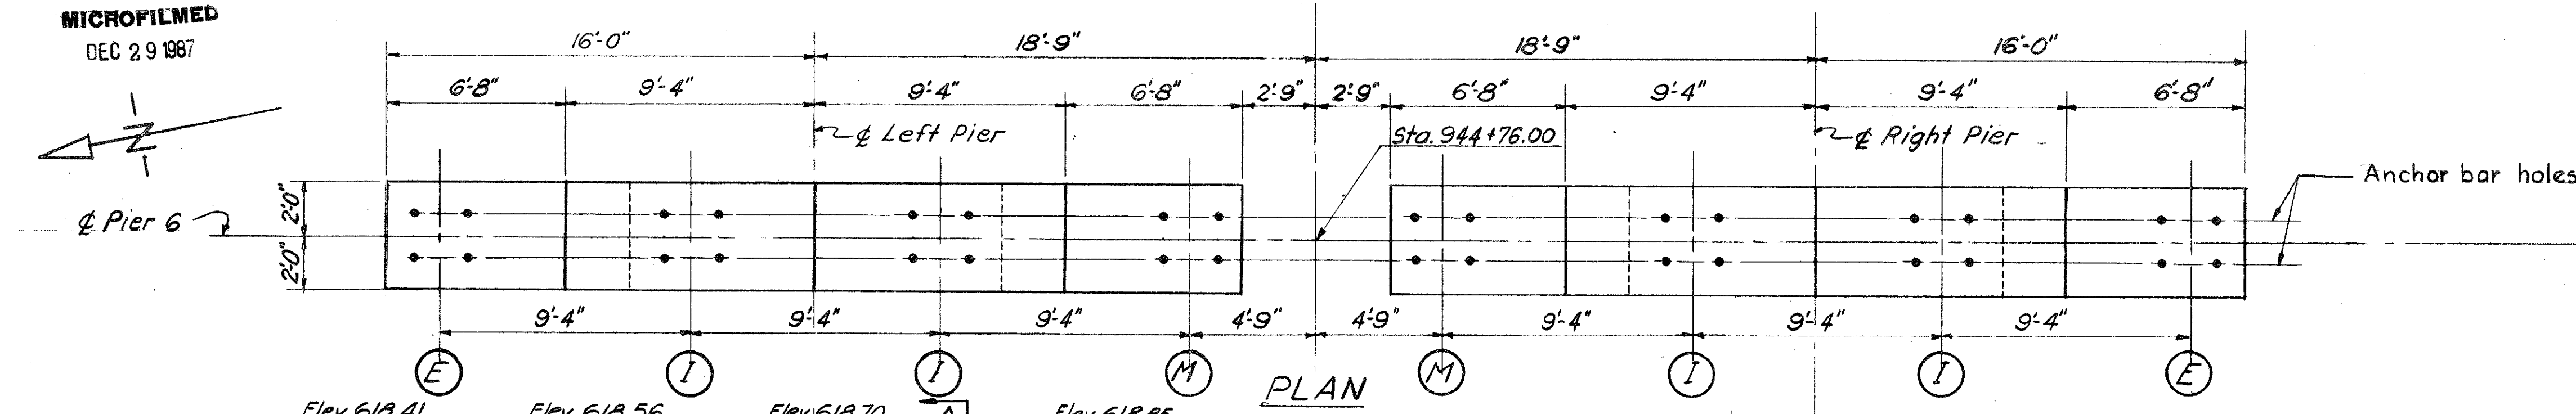 MICROFILMED
DEC 29 1987
16'-0" 18'-9" 18'-9" 16'-0"
6'-8" 9'-4" 9'-4" 6'-8" 2'-9" 2'-9" 6'-8" 9'-4" 9'-4" 6'-8"
N
℄ Left Pier
Sta. 944+76.00
℄ Right Pier
Anchor bar holes
℄ Pier 6
2'-0"
2'-0"
9'-4" 9'-4" 9'-4" 4'-9" 4'-9" 9'-4" 9'-4" 9'-4"
E I I M M I I E
PLAN
Elev. 618.41 Elev. 618.56 Elev. 618.70 A Elev. 618.85